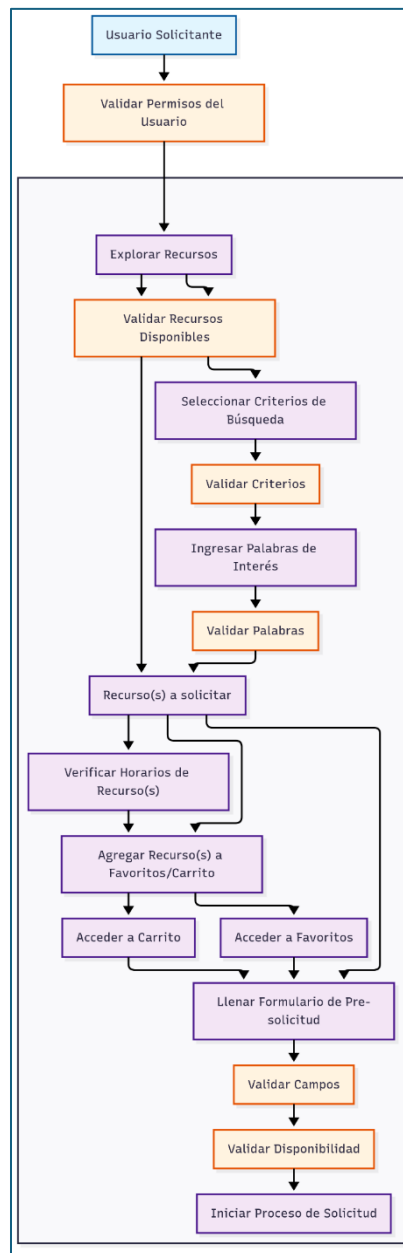 Usuario Solicitante
Validar Permisos del
Usuario
Explorar Recursos
Validar Recursos
Disponibles
Seleccionar Criterios de
Búsqueda
Validar Criterios
Ingresar Palabras de
Interés
Validar Palabras
Recurso(s) a solicitar
Verificar Horarios de
Recurso(s)
Agregar Recurso(s) a
Favoritos/Carrito
Acceder a Carrito
Acceder a Favoritos
Llenar Formulario de Pre-
solicitud
Validar Campos
Validar Disponibilidad
Iniciar Proceso de Solicitud